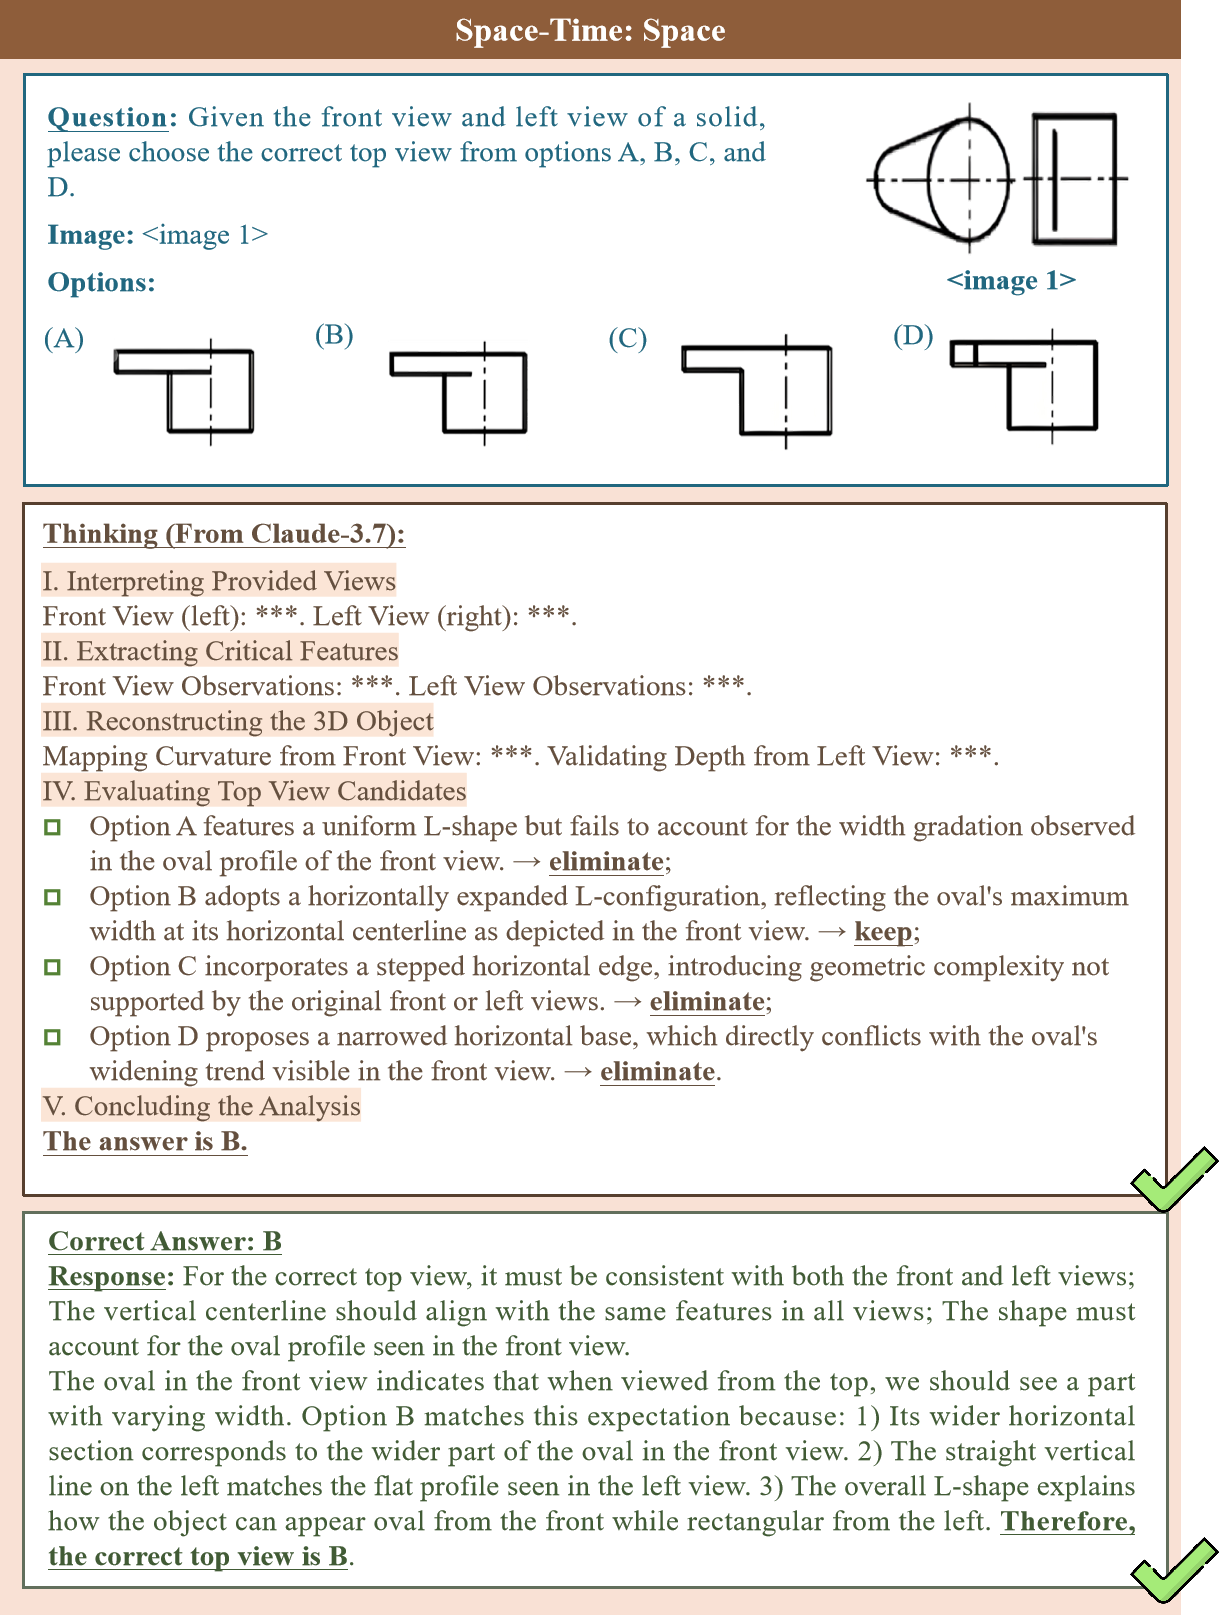 Space-Time: Space
Question: Given the front view and left view of a solid,
please choose the correct top view from options A, B, C, and
D.
Image: <image 1>
<image 1>
Options:
(A)
(B)
(C)
(D)
Thinking (From Claude-3.7):
I. Interpreting Provided Views
Front View (left): ***. Left View (right): ***.
II. Extracting Critical Features
Front View Observations: ***. Left View Observations: ***.
III. Reconstructing the 3D Object
Mapping Curvature from Front View: ***. Validating Depth from Left View: ***.
IV. Evaluating Top View Candidates
Option A features a uniform L-shape but fails to account for the width gradation observed
in the oval profile of the front view. → eliminate;
Option B adopts a horizontally expanded L-configuration, reflecting the oval's maximum
width at its horizontal centerline as depicted in the front view. → keep;
Option C incorporates a stepped horizontal edge, introducing geometric complexity not
supported by the original front or left views. → eliminate;
Option D proposes a narrowed horizontal base, which directly conflicts with the oval's
widening trend visible in the front view. → eliminate.
V. Concluding the Analysis
The answer is B.
Correct Answer: B
Response: For the correct top view, it must be consistent with both the front and left views;
The vertical centerline should align with the same features in all views; The shape must
account for the oval profile seen in the front view.
The oval in the front view indicates that when viewed from the top, we should see a part
with varying width. Option B matches this expectation because: 1) Its wider horizontal
section corresponds to the wider part of the oval in the front view. 2) The straight vertical
line on the left matches the flat profile seen in the left view. 3) The overall L-shape explains
how the object can appear oval from the front while rectangular from the left. Therefore,
the correct top view is B.